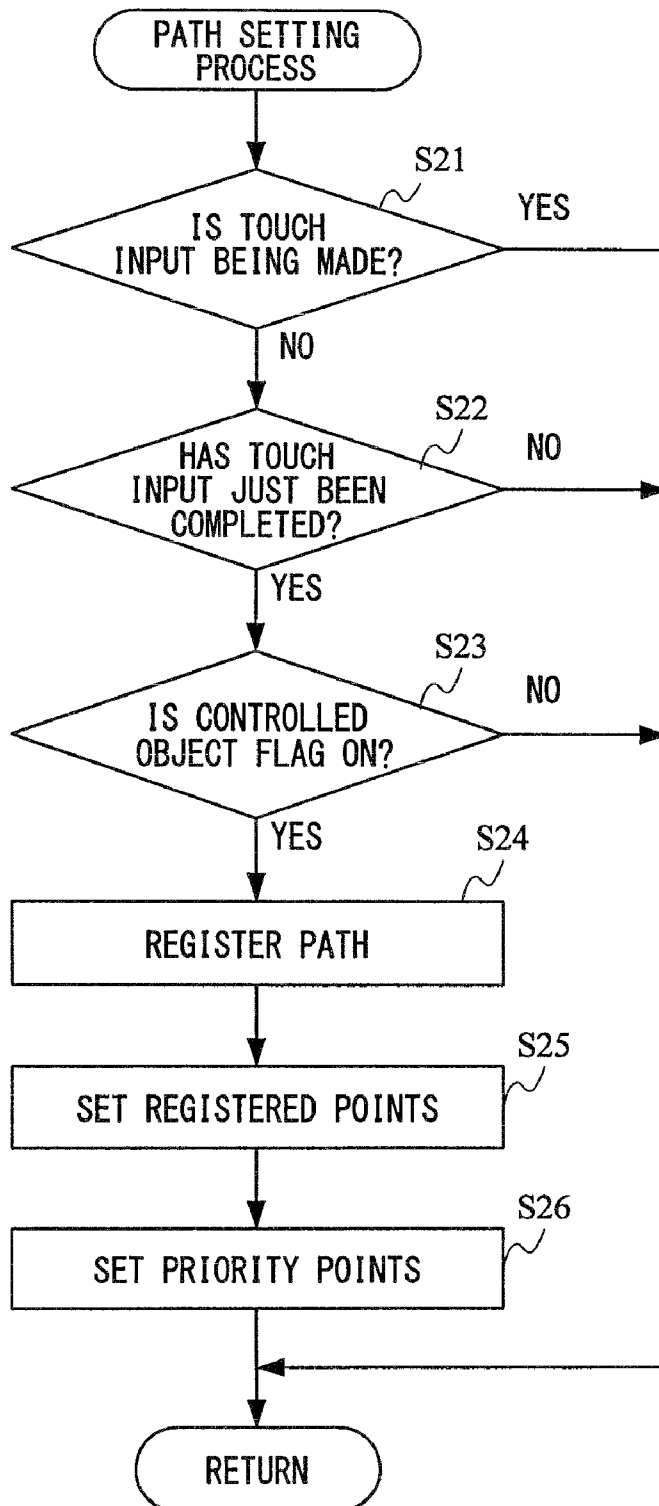 PATH SETTING
PROCESS
S21
IS TOUCH
INPUT BEING MADE?
YES
NO
S22
HAS TOUCH
INPUT JUST BEEN
COMPLETED?
NO
YES
S23
IS CONTROLLED
OBJECT FLAG ON?
NO
YES
S24
REGISTER PATH
S25
SET REGISTERED POINTS
S26
SET PRIORITY POINTS
RETURN